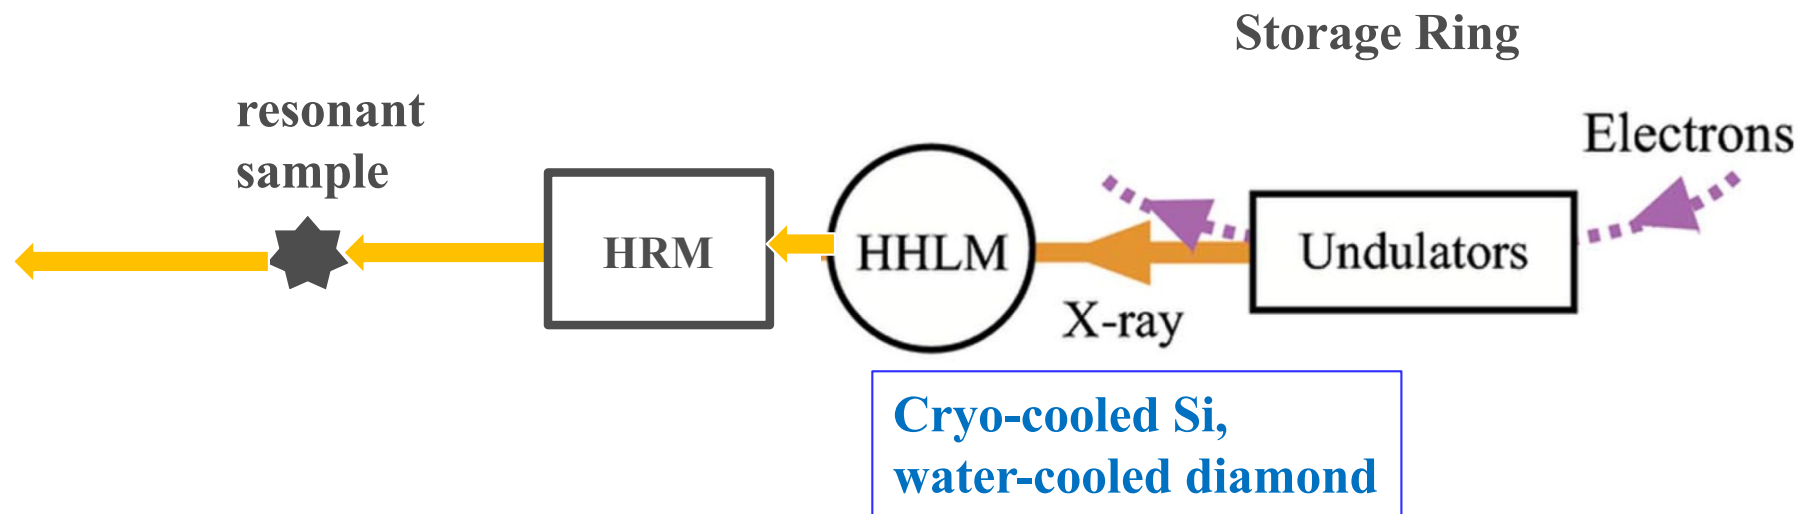 Storage Ring
resonant
sample
Electrons
HRM
HHLM
Undulators
X-ray
Cryo-cooled Si,
water-cooled diamond